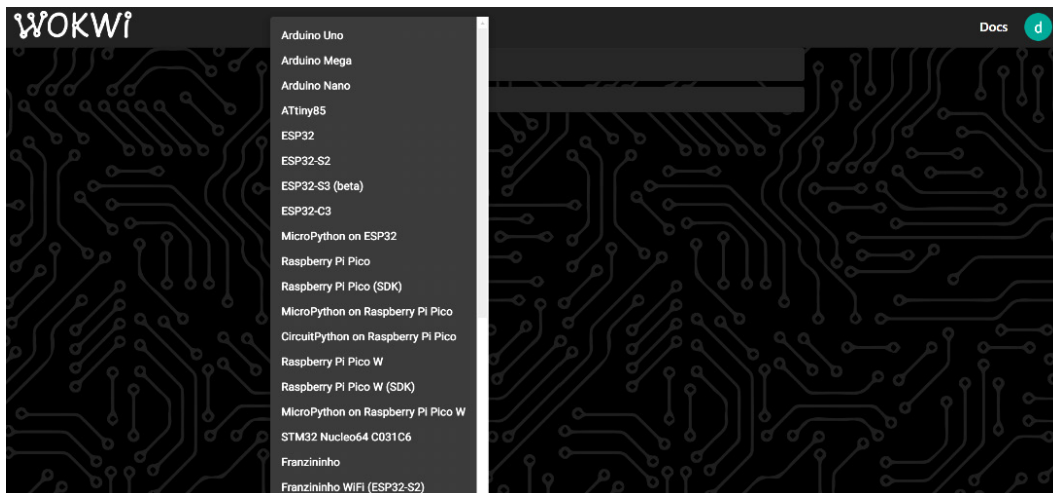 WOKWI
Docs
d
Arduino Uno
Arduino Mega
Arduino Nano
ATtiny85
ESP32
ESP32-S2
ESP32-S3 (beta)
ESP32-C3
MicroPython on ESP32
Raspberry Pi Pico
Raspberry Pi Pico (SDK)
MicroPython on Raspberry Pi Pico
CircuitPython on Raspberry Pi Pico
Raspberry Pi Pico W
Raspberry Pi Pico W (SDK)
MicroPython on Raspberry Pi Pico W
STM32 Nucleo64 C031C6
Franzininho
Franzininho WiFi (ESP32-S2)